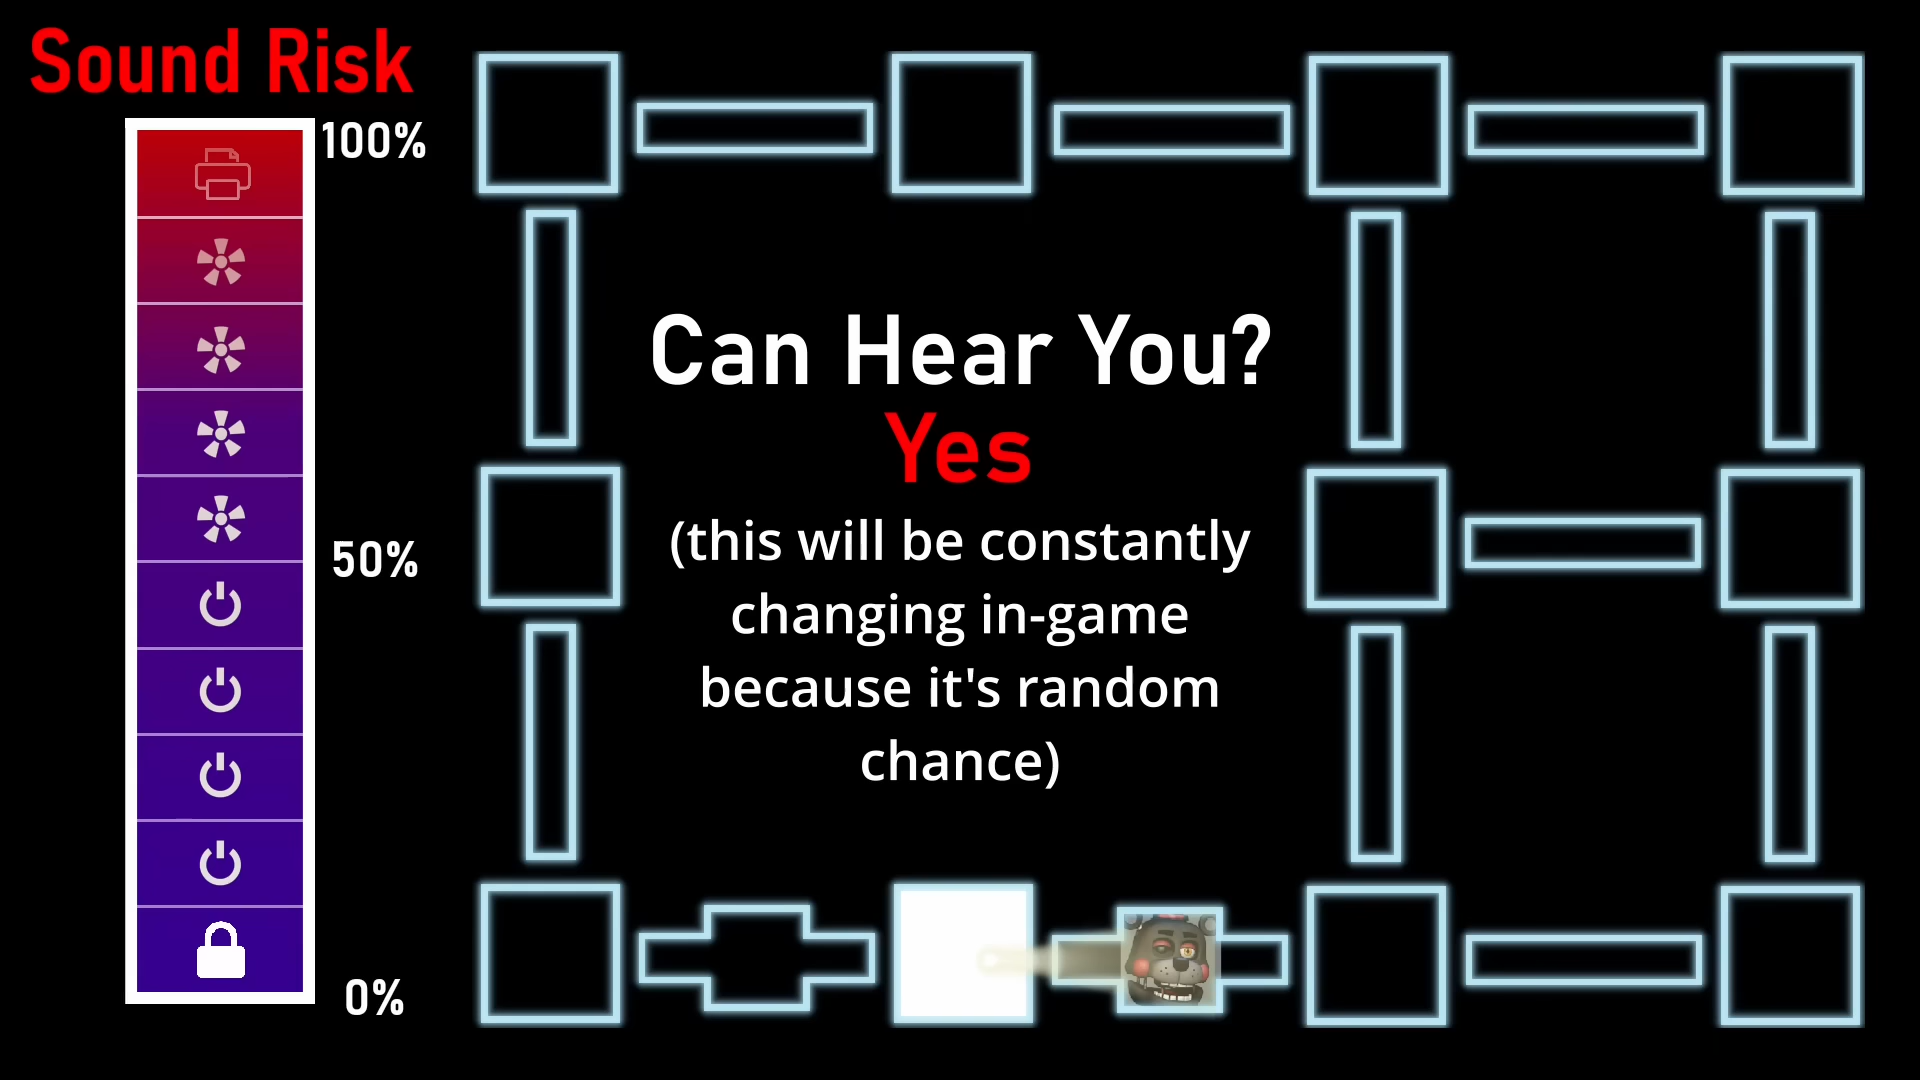 Sound Risk
100%
50%
0%
Can Hear You?
Yes
(this will be constantly
changing in-game
because it's random
chance)